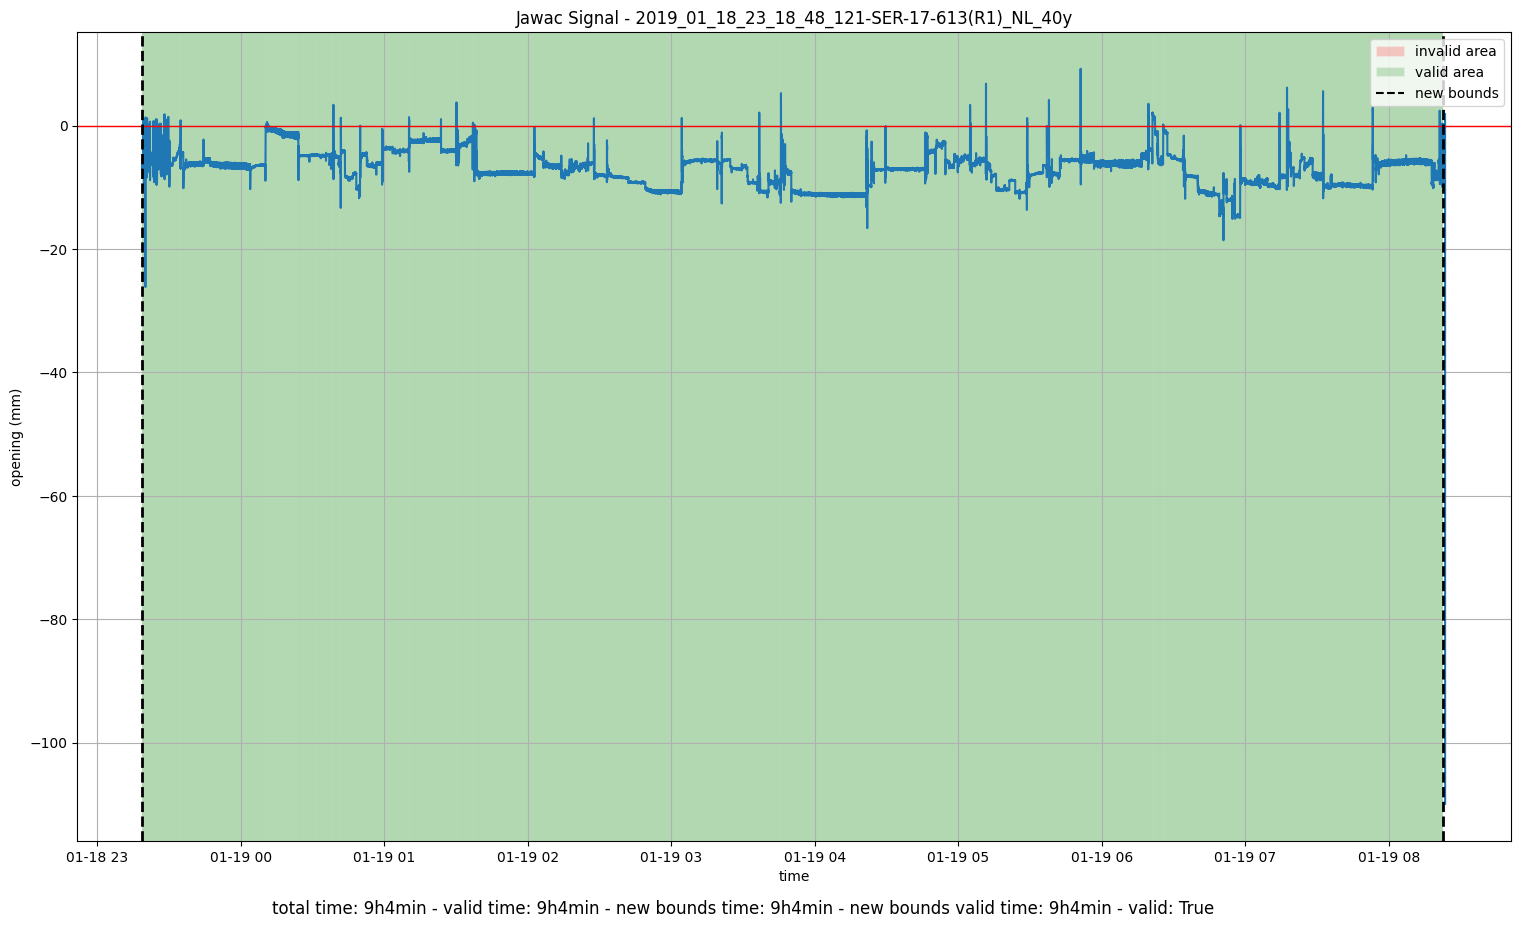 Jawac Signal - 2019_01_18_23_18_48_121-SER-17-613(R1)_NL_40y
invalid area
valid area
new bounds
0
−20
−40
−60
−80
−100
opening (mm)
01-18 23
01-19 00
01-19 01
01-19 02
01-19 03
01-19 04
01-19 05
01-19 06
01-19 07
01-19 08
time
total time: 9h4min - valid time: 9h4min - new bounds time: 9h4min - new bounds valid time: 9h4min - valid: True